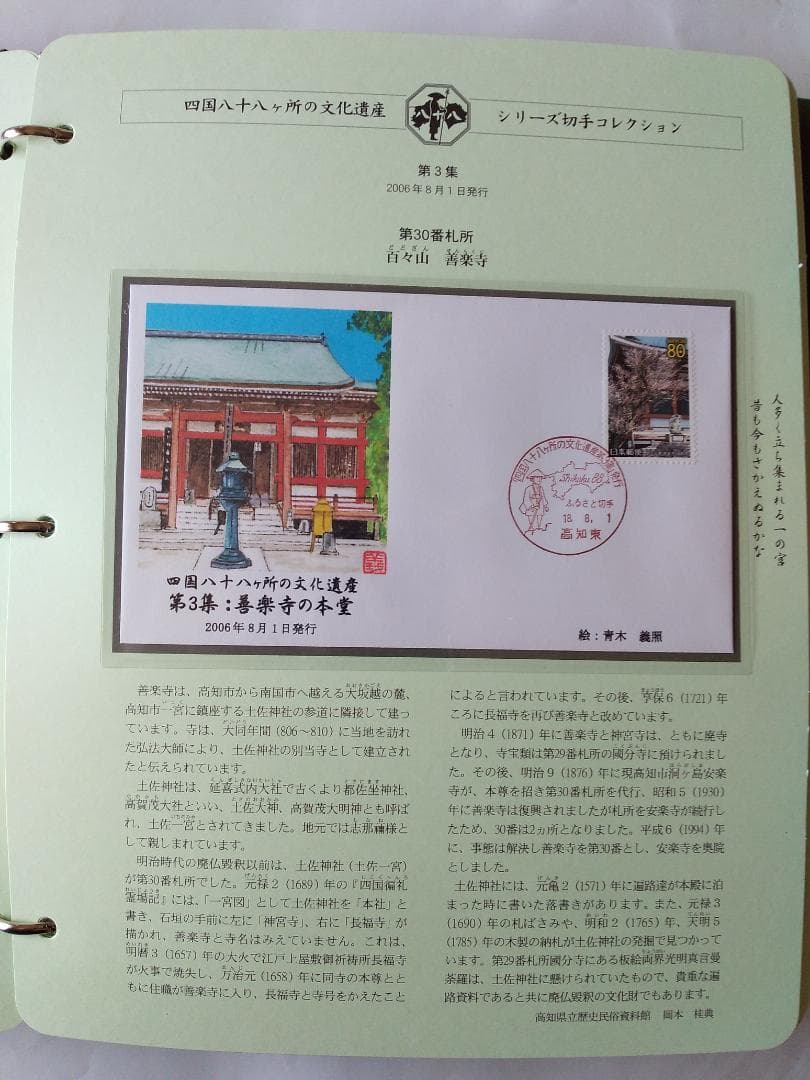 四国八十八ヶ所の文化遺産
八十八
シリーズ切手コレクション
第3集
2006年8月1日発行
第30番札所
百々山 善楽寺
80
日本郵便
四国八十八ヶ所の文化遺産
第3集:善楽寺の本堂
2006年8月1日発行
Shikoku 88
ふるさと切手
18. 8. 1
高知東
絵:青木 義照
人多く立ち集まれる一の宮
昔も今もさかえぬるかな
善楽寺は、高知市から南国市へ越える大坂越の麓、
高知市一宮に鎮座する土佐神社の参道に隣接して建っ
ています。寺は、大同年間(806～810)に当地を訪れ
た弘法大師により、土佐神社の別当寺として建立され
たと伝えられています。
土佐神社は、延喜式内大社で古くより都佐坐神社、
高賀茂大社といい、土佐大神、高賀茂大明神とも呼ば
れ、土佐一宮とされてきました。地元では志那禰様と
して親しまれています。
明治時代の廃仏毀釈以前は、土佐神社(土佐一宮)
が第30番札所でした。元禄2(1689)年の『四国徧礼
霊場記』には、「一宮図」として土佐神社を「本社」と
書き、石垣の手前に左に「神宮寺」、右に「長福寺」が
描かれ、善楽寺と寺名はみえていません。これは、
明暦3(1657)年の大火で江戸上屋敷御祈祷所長福寺
が火事で焼失し、万治元(1658)年に同寺の本尊とと
もに住職が善楽寺に入り、長福寺と寺号をかえたこと
によると言われています。その後、享保6(1721)年
ころに長福寺を再び善楽寺と改めています。
明治4(1871)年に善楽寺と神宮寺は、ともに廃寺
となり、寺宝類は第29番札所の國分寺に預けられまし
た。その後、明治9(1876)年に現高知市洞ヶ島安楽
寺が、本尊を招き第30番札所を代行、昭和5(1930)
年に善楽寺は復興されましたが札所を安楽寺が続行し
たため、30番は2ヵ所となりました。平成6(1994)年
に、事態は解決し善楽寺を第30番とし、安楽寺を奥院
としました。
土佐神社には、元亀2(1571)年に遍路達が本殿に泊
まった時に書いた落書きがあります。また、元禄3
(1690)年の札ばさみや、明和2(1765)年、天明5
(1785)年の木製の納札が土佐神社の発掘で見つかって
います。第29番札所國分寺にある板絵両界光明真言曼
荼羅は、土佐神社に懸けられていたもので、貴重な遍
路資料であると共に廃仏毀釈の文化財でもあります。
高知県立歴史民俗資料館 岡本 桂典